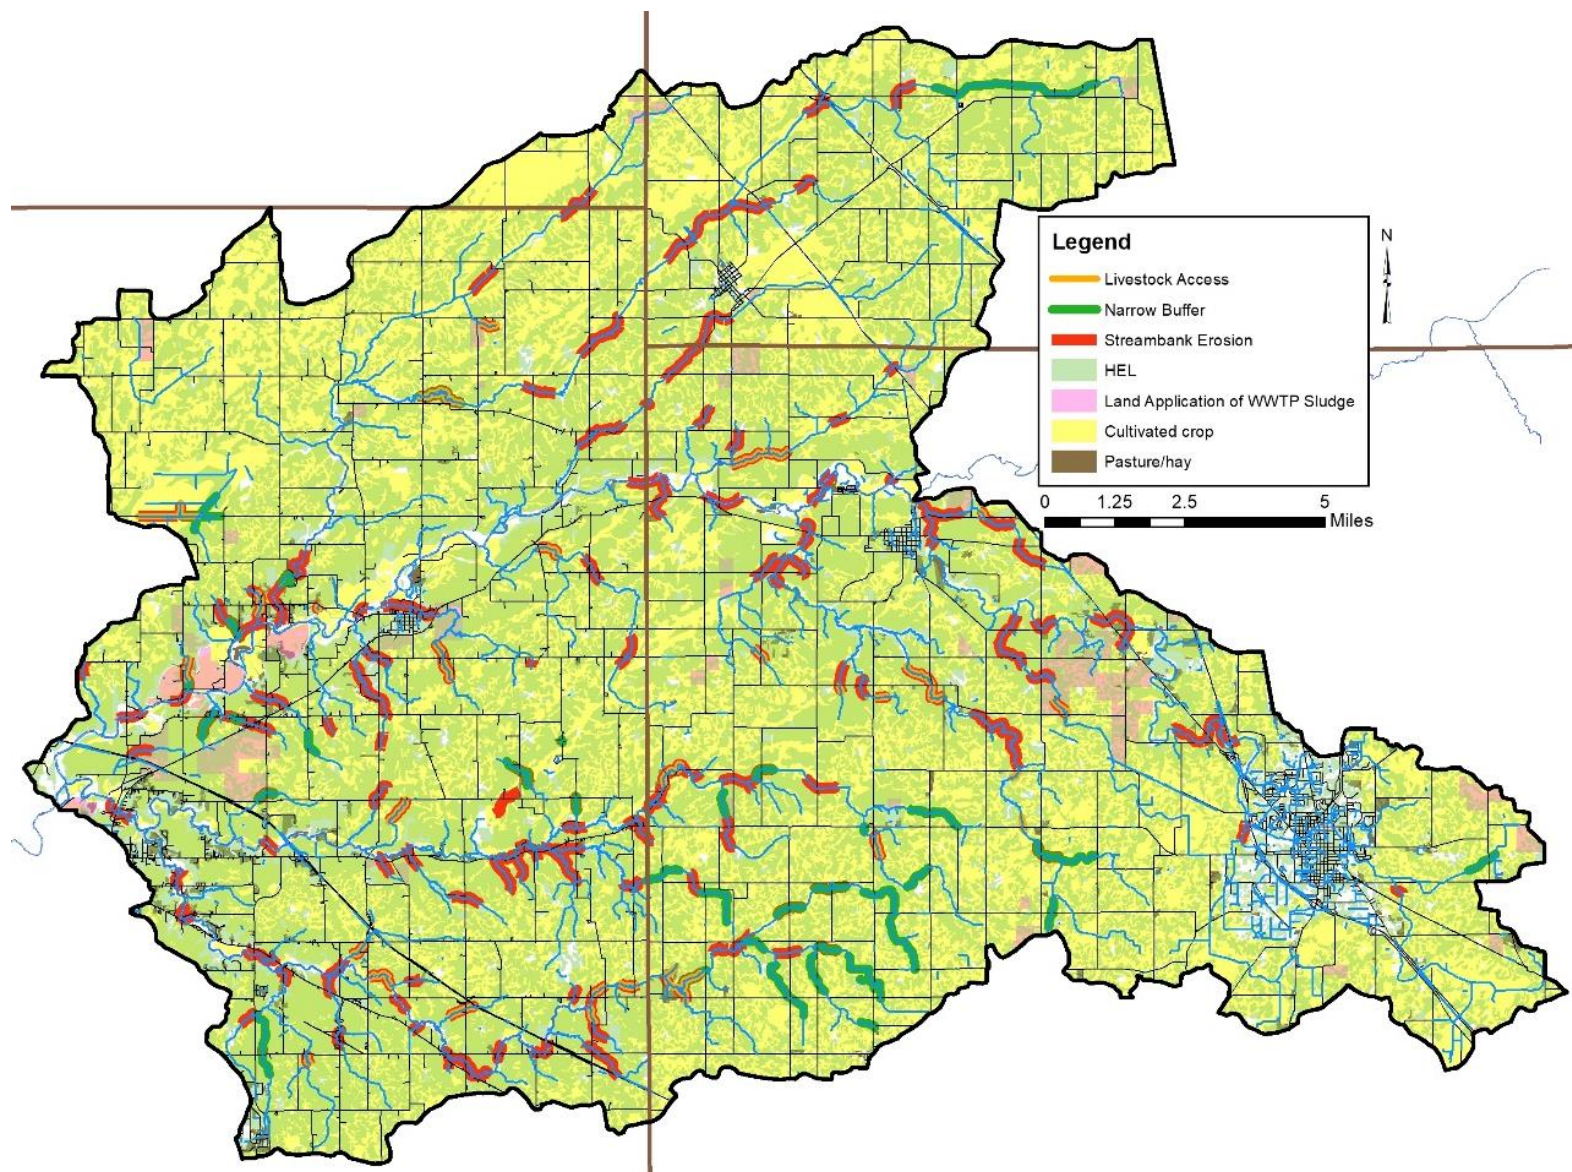 Legend
Livestock Access
Narrow Buffer
Streambank Erosion
HEL
Land Application of WWTP Sludge
Cultivated crop
Pasture/hay
N
0 1.25 2.5 5
Miles